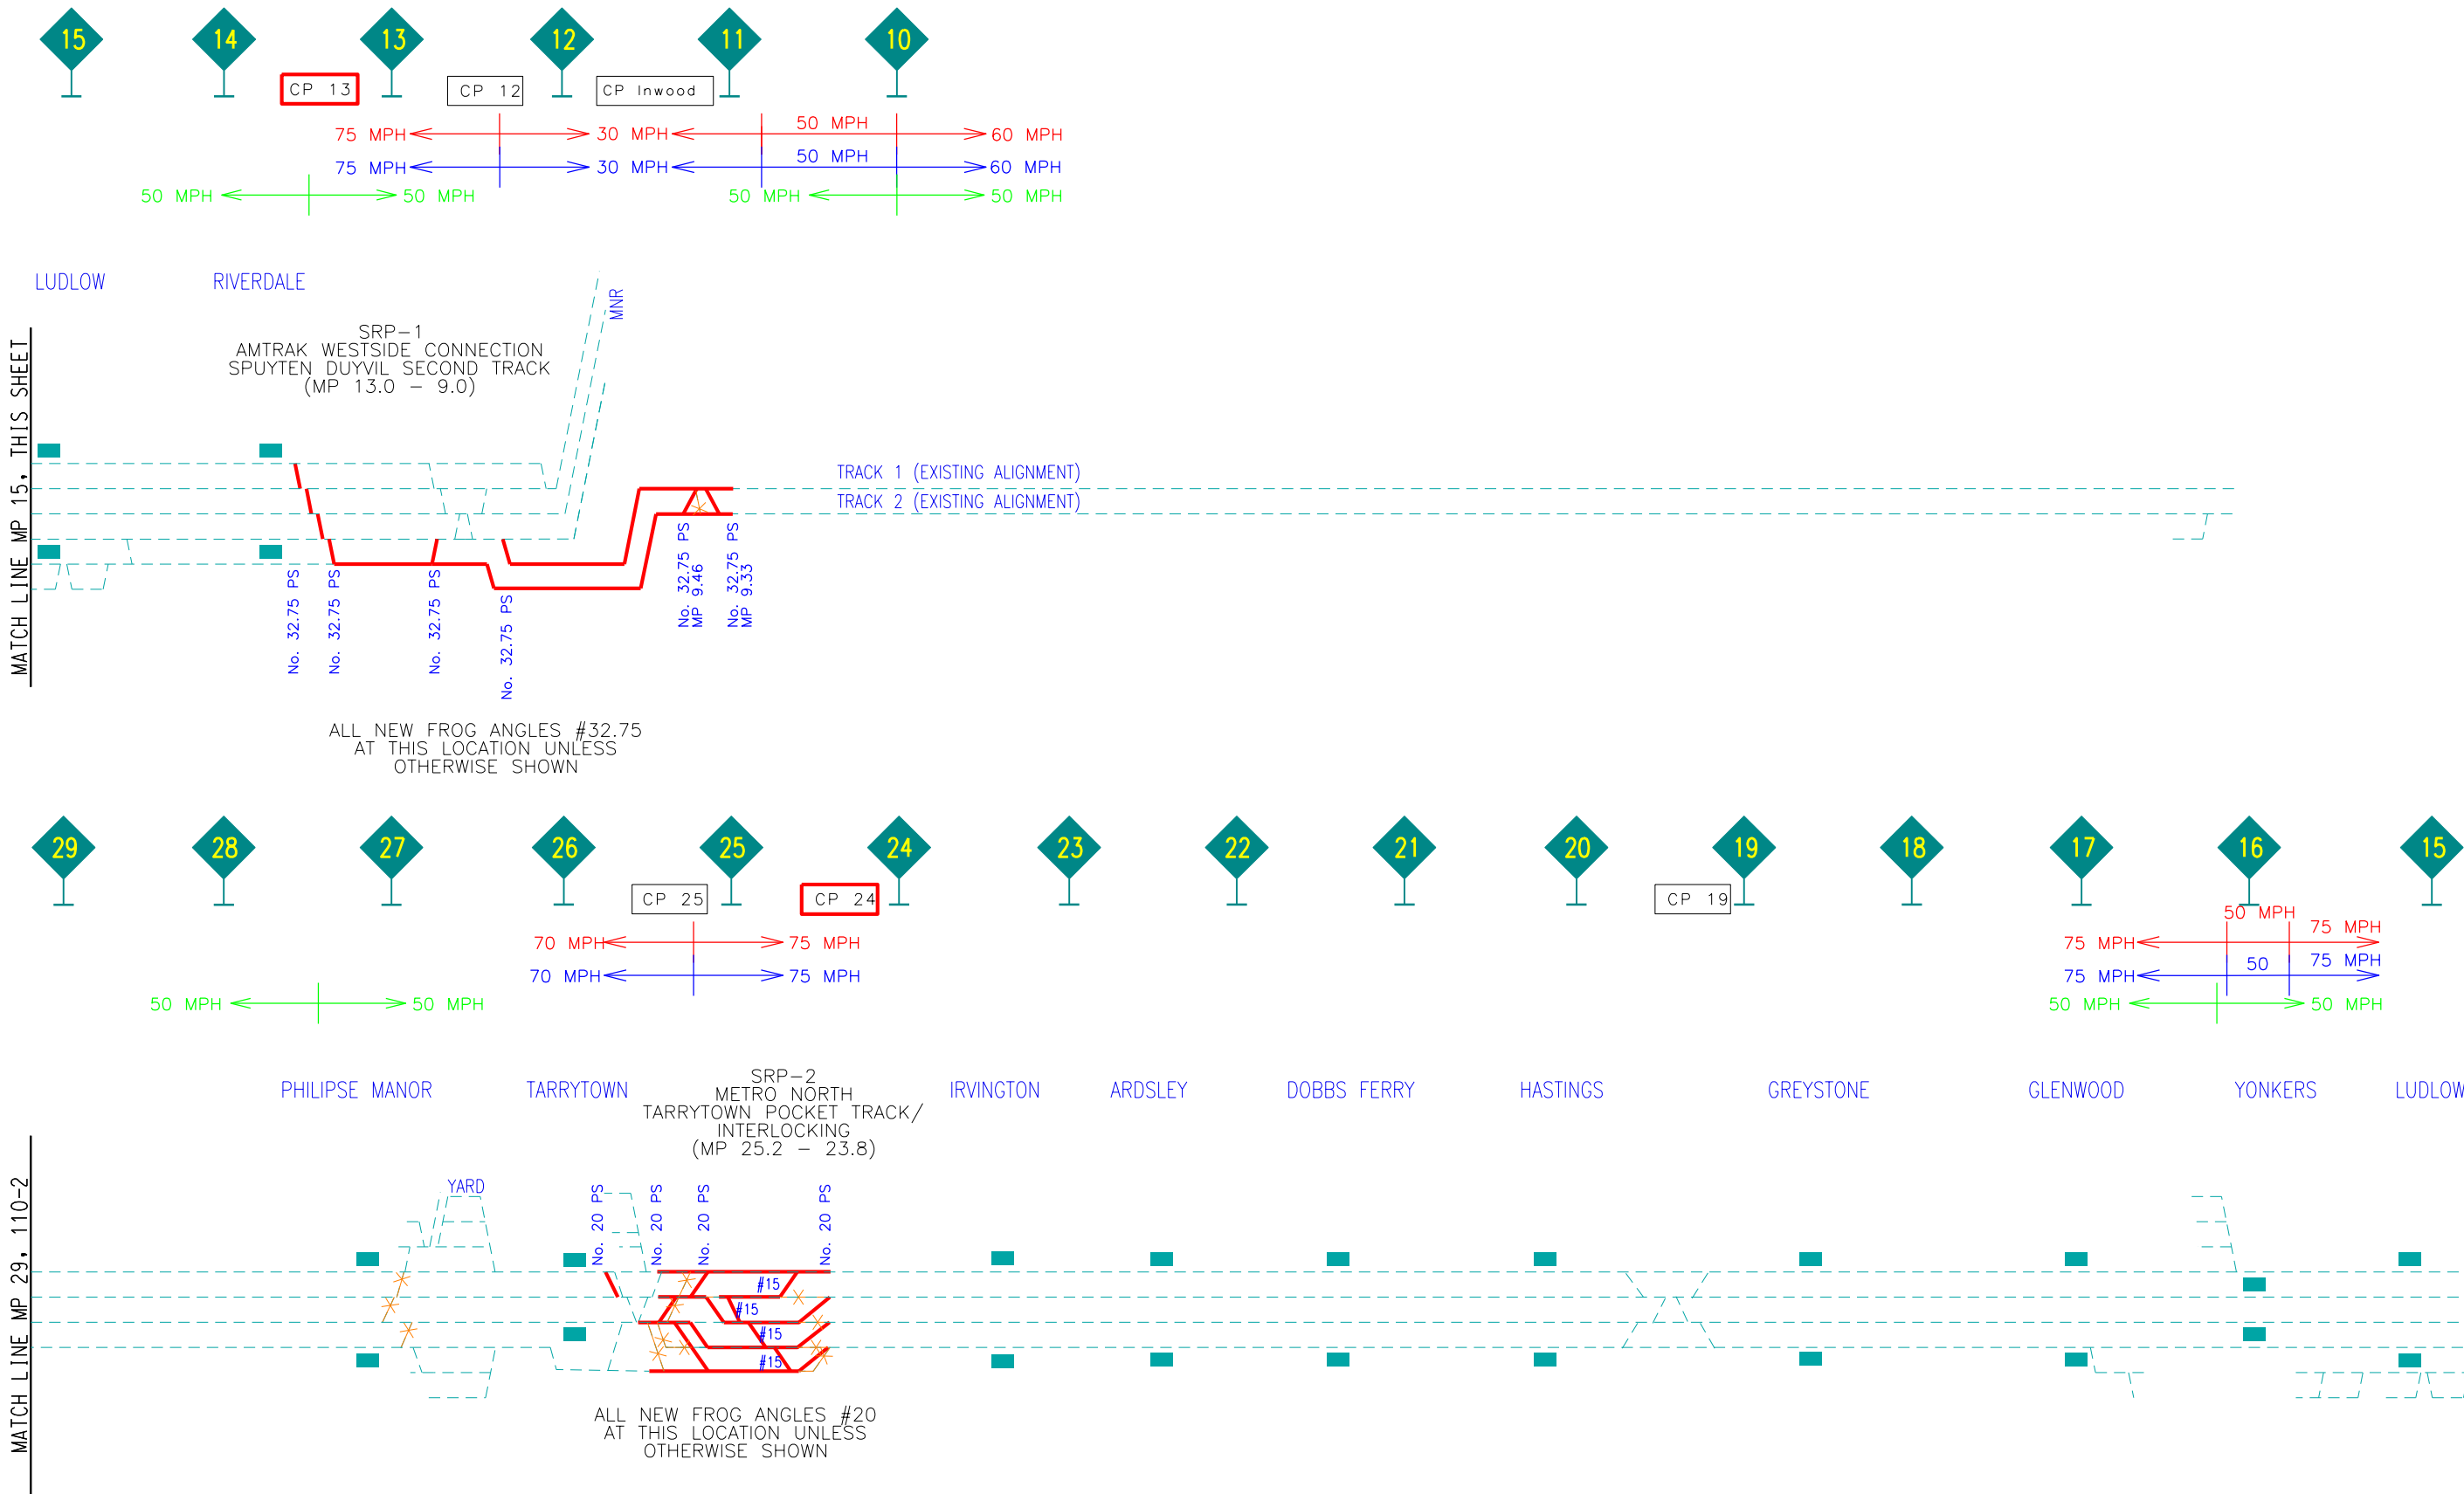 15
14
13
12
11
10
CP 13
CP 12
CP Inwood
75 MPH
30 MPH
50 MPH
60 MPH
75 MPH
30 MPH
50 MPH
60 MPH
50 MPH
50 MPH
50 MPH
50 MPH
LUDLOW
RIVERDALE
MNR
SRP-1
AMTRAK WESTSIDE CONNECTION
SPUYTEN DUYVIL SECOND TRACK
(MP 13.0 - 9.0)
MATCH LINE MP 15, THIS SHEET
TRACK 1 (EXISTING ALIGNMENT)
TRACK 2 (EXISTING ALIGNMENT)
No. 32.75 PS
No. 32.75 PS
No. 32.75 PS
No. 32.75 PS
No. 32.75 PS
MP 9.46
No. 32.75 PS
MP 9.33
ALL NEW FROG ANGLES #32.75
AT THIS LOCATION UNLESS
OTHERWISE SHOWN
29
28
27
26
25
24
23
22
21
20
19
18
17
16
15
CP 25
CP 24
CP 19
70 MPH
75 MPH
75 MPH
50 MPH
75 MPH
70 MPH
75 MPH
75 MPH
50
75 MPH
50 MPH
50 MPH
50 MPH
50 MPH
PHILIPSE MANOR
TARRYTOWN
SRP-2
METRO NORTH
TARRYTOWN POCKET TRACK/
INTERLOCKING
(MP 25.2 - 23.8)
IRVINGTON
ARDSLEY
DOBBS FERRY
HASTINGS
GREYSTONE
GLENWOOD
YONKERS
LUDLOW
MATCH LINE MP 29, 110-2
YARD
No. 20 PS
No. 20 PS
No. 20 PS
No. 20 PS
#15
#15
#15
#15
ALL NEW FROG ANGLES #20
AT THIS LOCATION UNLESS
OTHERWISE SHOWN